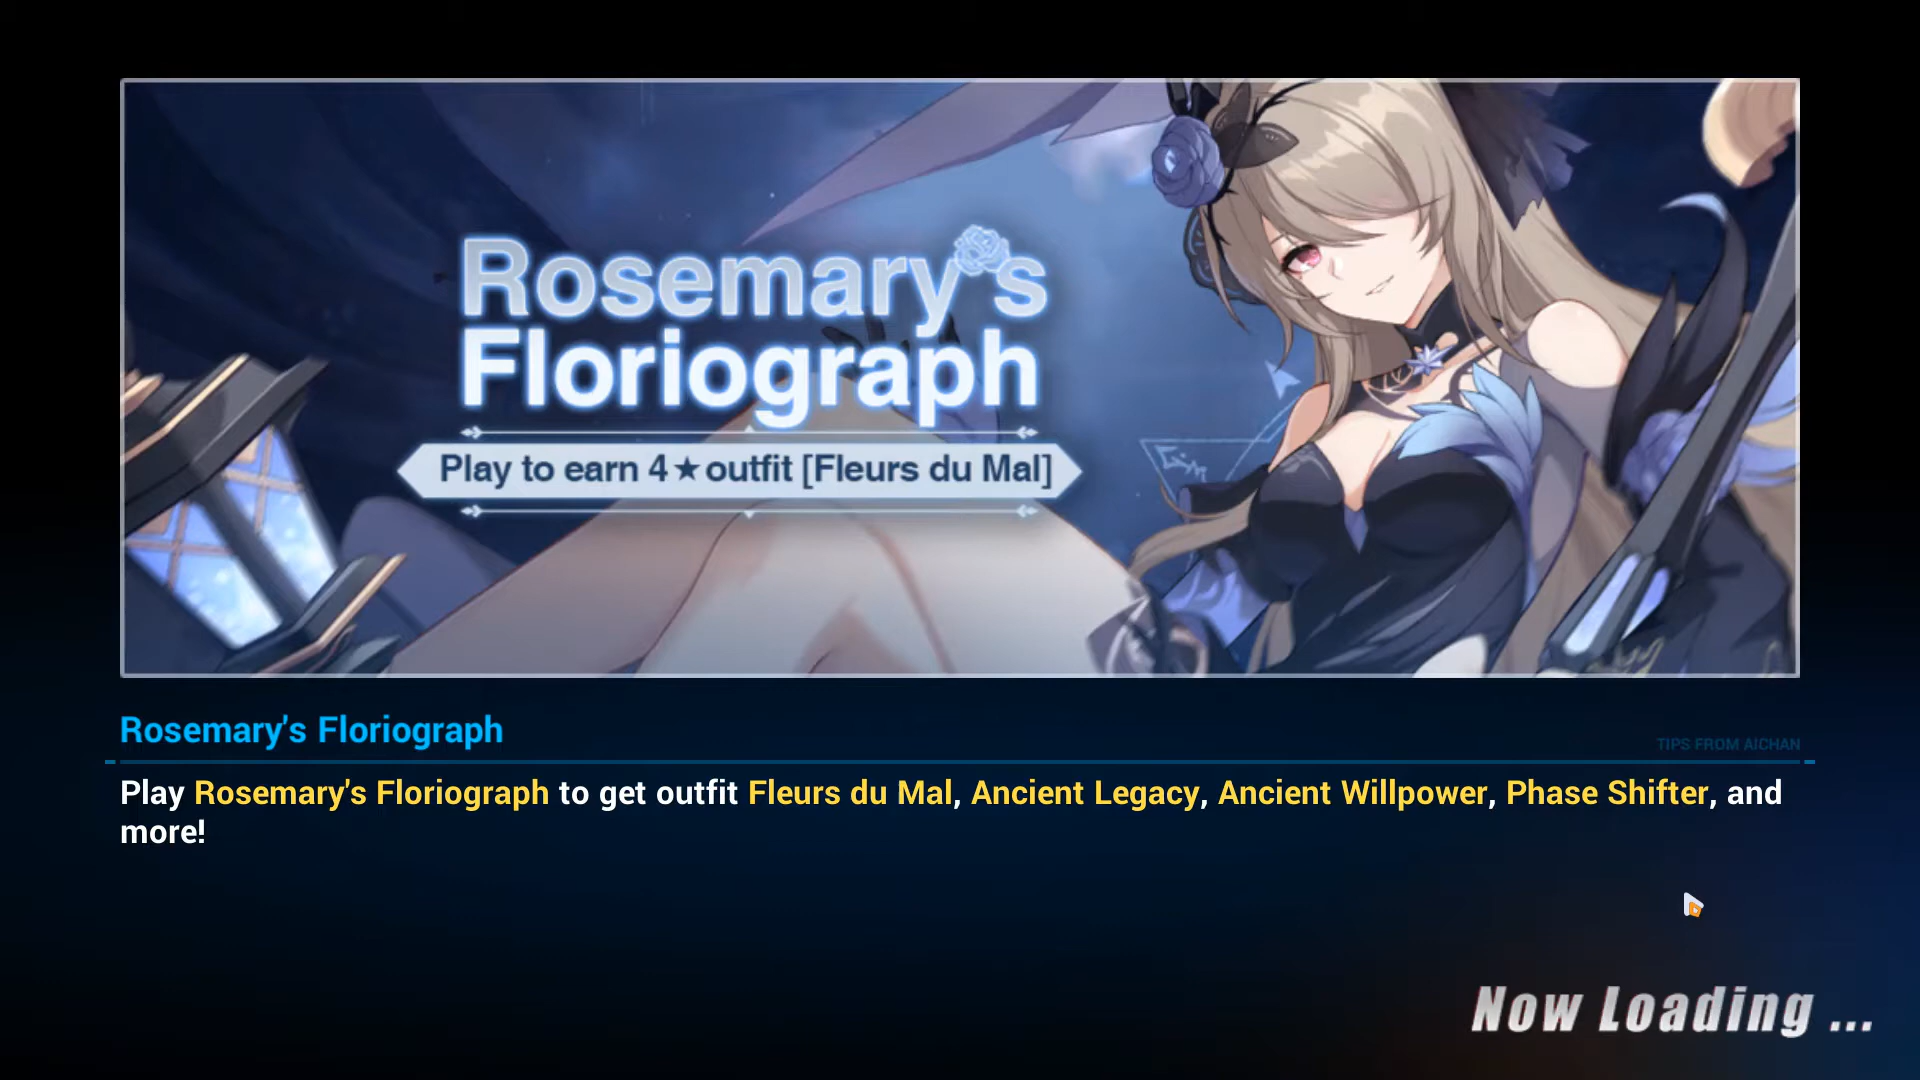 Rosemary's
Floriograph
Play to earn 4★outfit [Fleurs du Mal]
Rosemary's Floriograph
TIPS FROM AICHAN
Play Rosemary's Floriograph to get outfit Fleurs du Mal, Ancient Legacy, Ancient Willpower, Phase Shifter, and
more!
Now Loading ...